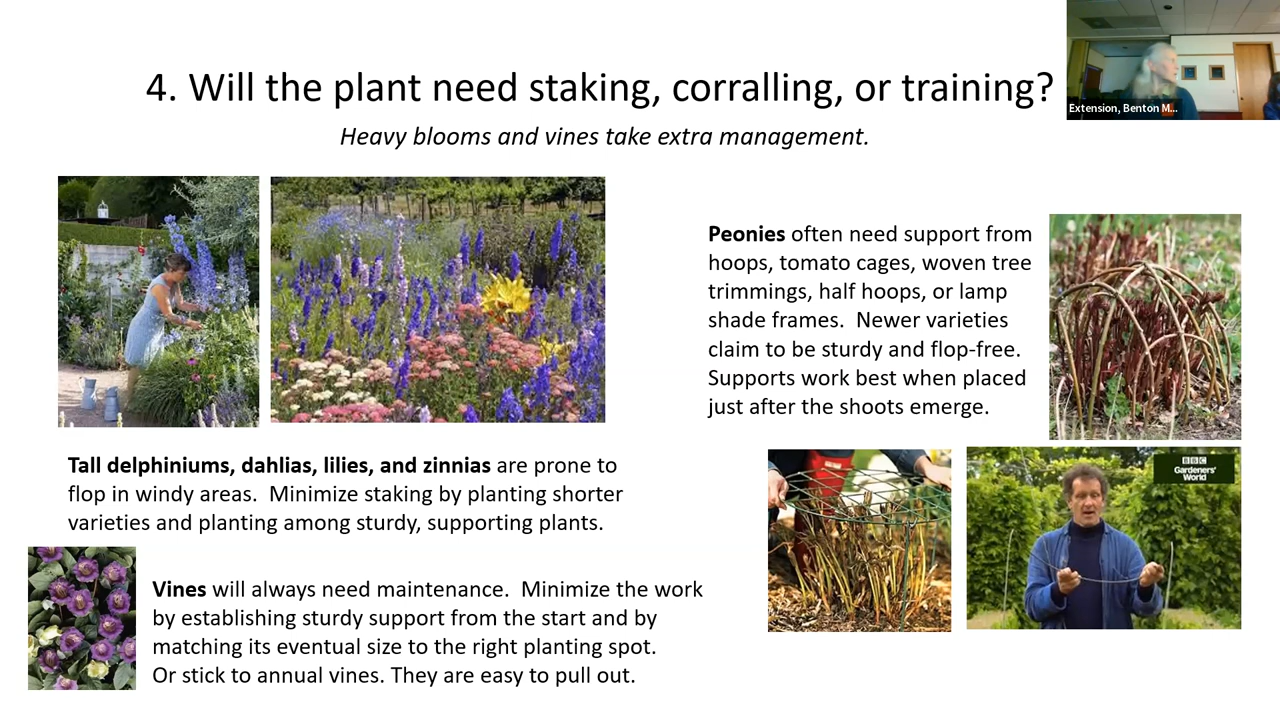 4. Will the plant need staking, corralling, or training?
Extension, Benton M...
Heavy blooms and vines take extra management.
Peonies often need support from
hoops, tomato cages, woven tree
trimmings, half hoops, or lamp
shade frames. Newer varieties
claim to be sturdy and flop-free.
Supports work best when placed
just after the shoots emerge.
BBC
Gardeners'
World
Tall delphiniums, dahlias, lilies, and zinnias are prone to
flop in windy areas. Minimize staking by planting shorter
varieties and planting among sturdy, supporting plants.
Vines will always need maintenance. Minimize the work
by establishing sturdy support from the start and by
matching its eventual size to the right planting spot.
Or stick to annual vines. They are easy to pull out.